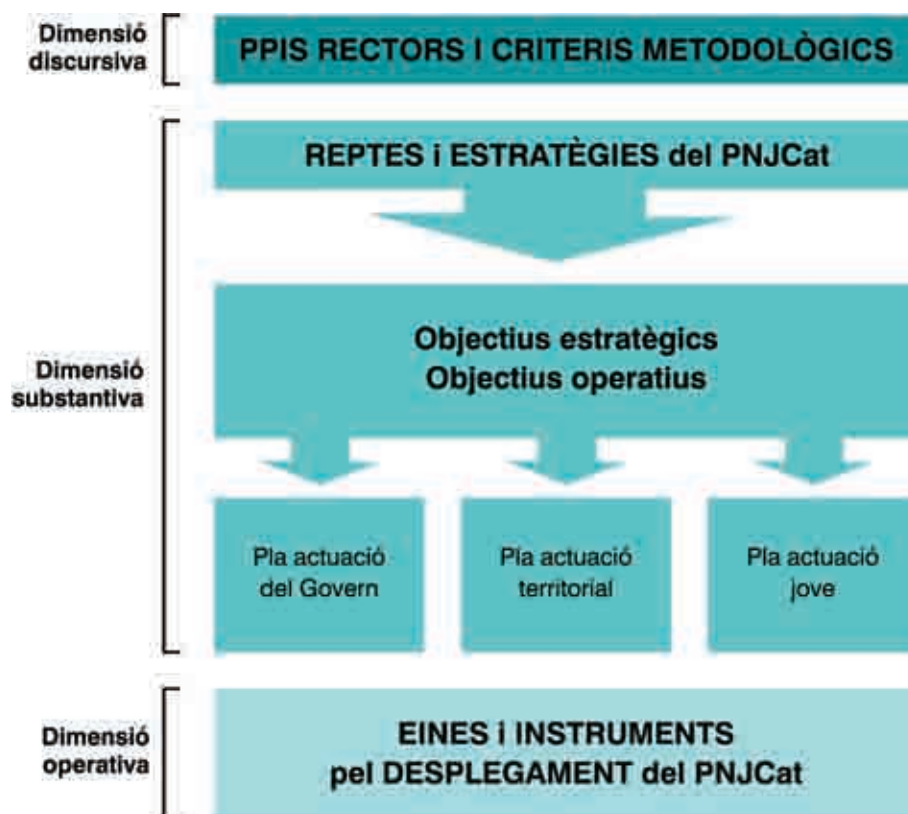 Dimensió
discursiva
PPIS RECTORS I CRITERIS METODOLÒGICS
REPTES i ESTRATÈGIES del PNJCat
Dimensió
substantiva
Objectius estratègics
Objectius operatius
Pla actuació
del Govern
Pla actuació
territorial
Pla actuació
jove
Dimensió
operativa
EINES i INSTRUMENTS
pel DESPLEGAMENT del PNJCat